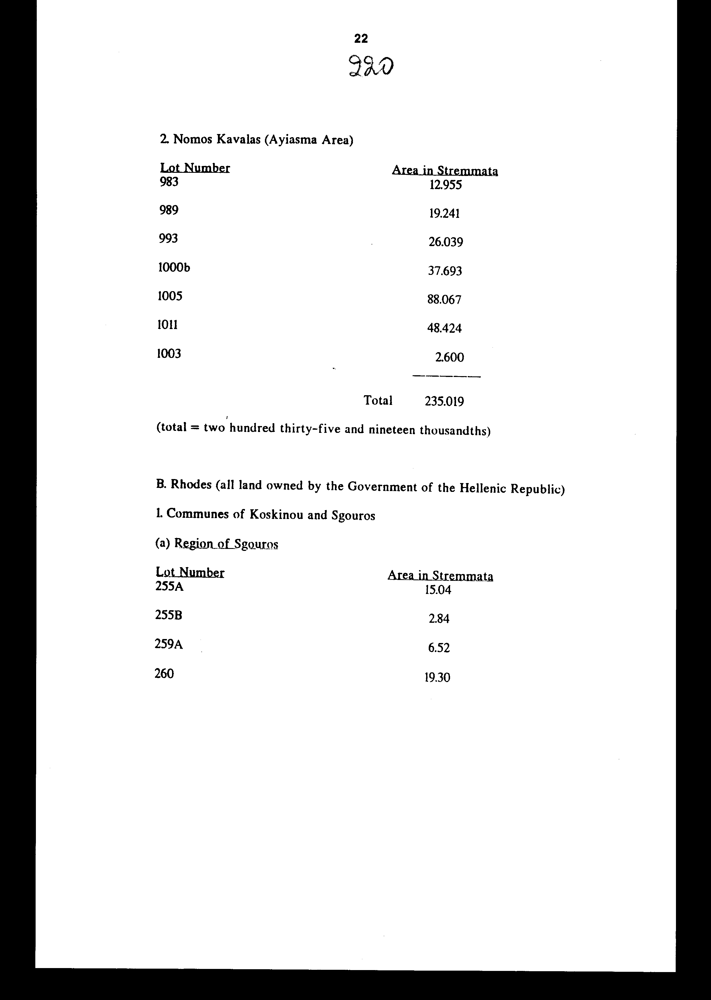 22
220
2. Nomos Kavalas (Ayiasma Area)
Lot Number Area in Stremmata
983 12.955
989 19.241
993 26.039
1000b 37.693
1005 88.067
1011 48.424
1003 2.600
Total 235.019
(total = two hundred thirty-five and nineteen thousandths)
B. Rhodes (all land owned by the Government of the Hellenic Republic)
1. Communes of Koskinou and Sgouros
(a) Region of Sgouros
Lot Number Area in Stremmata
255A 15.04
255B 2.84
259A 6.52
260 19.30